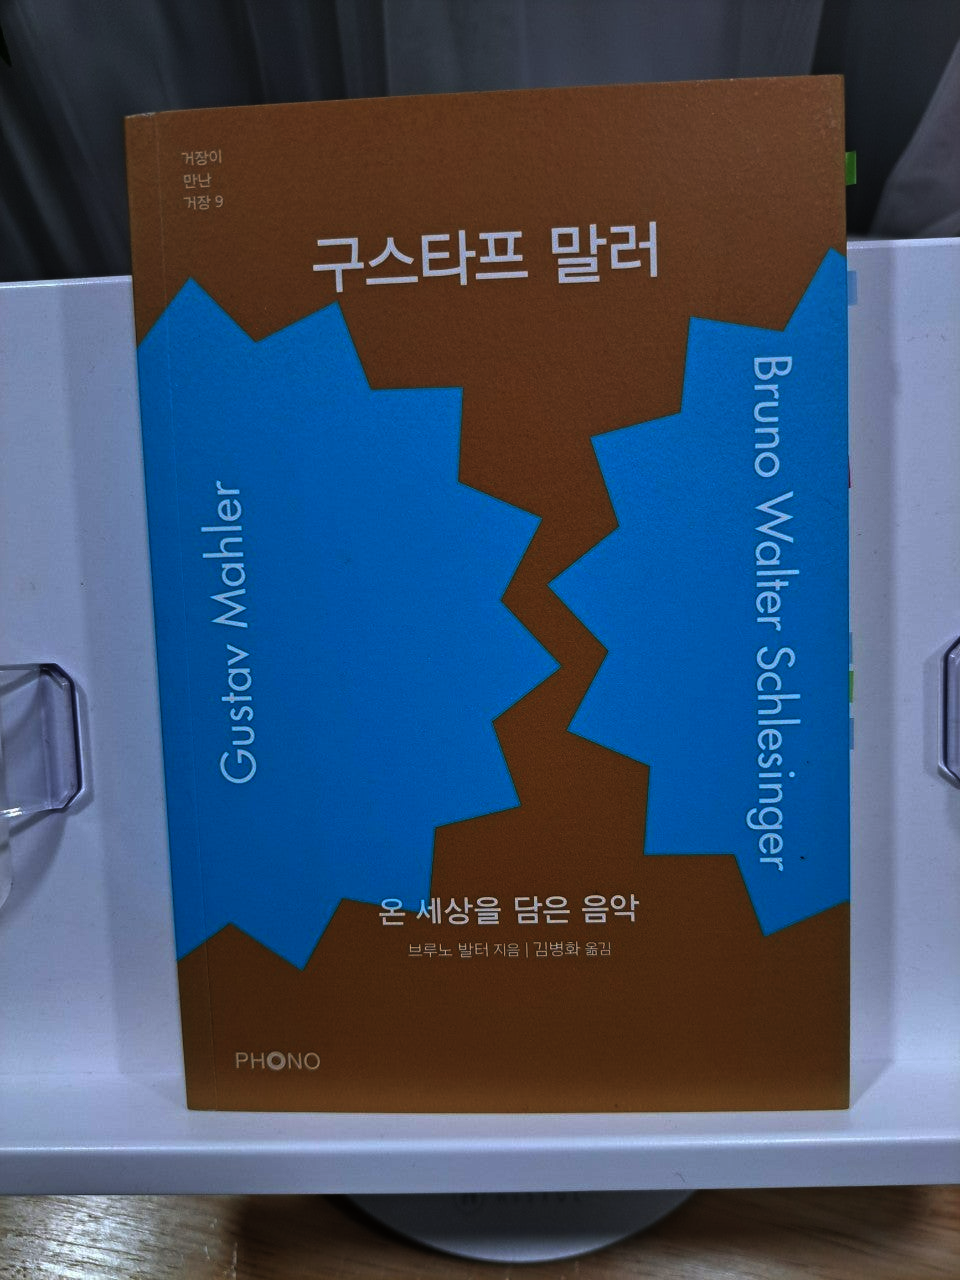 거장이
만난
거장 9
구스타프 말러
Gustav Mahler
Bruno Walter Schlesinger
온 세상을 담은 음악
브루노 발터 지음 | 김병화 옮김
PHONO